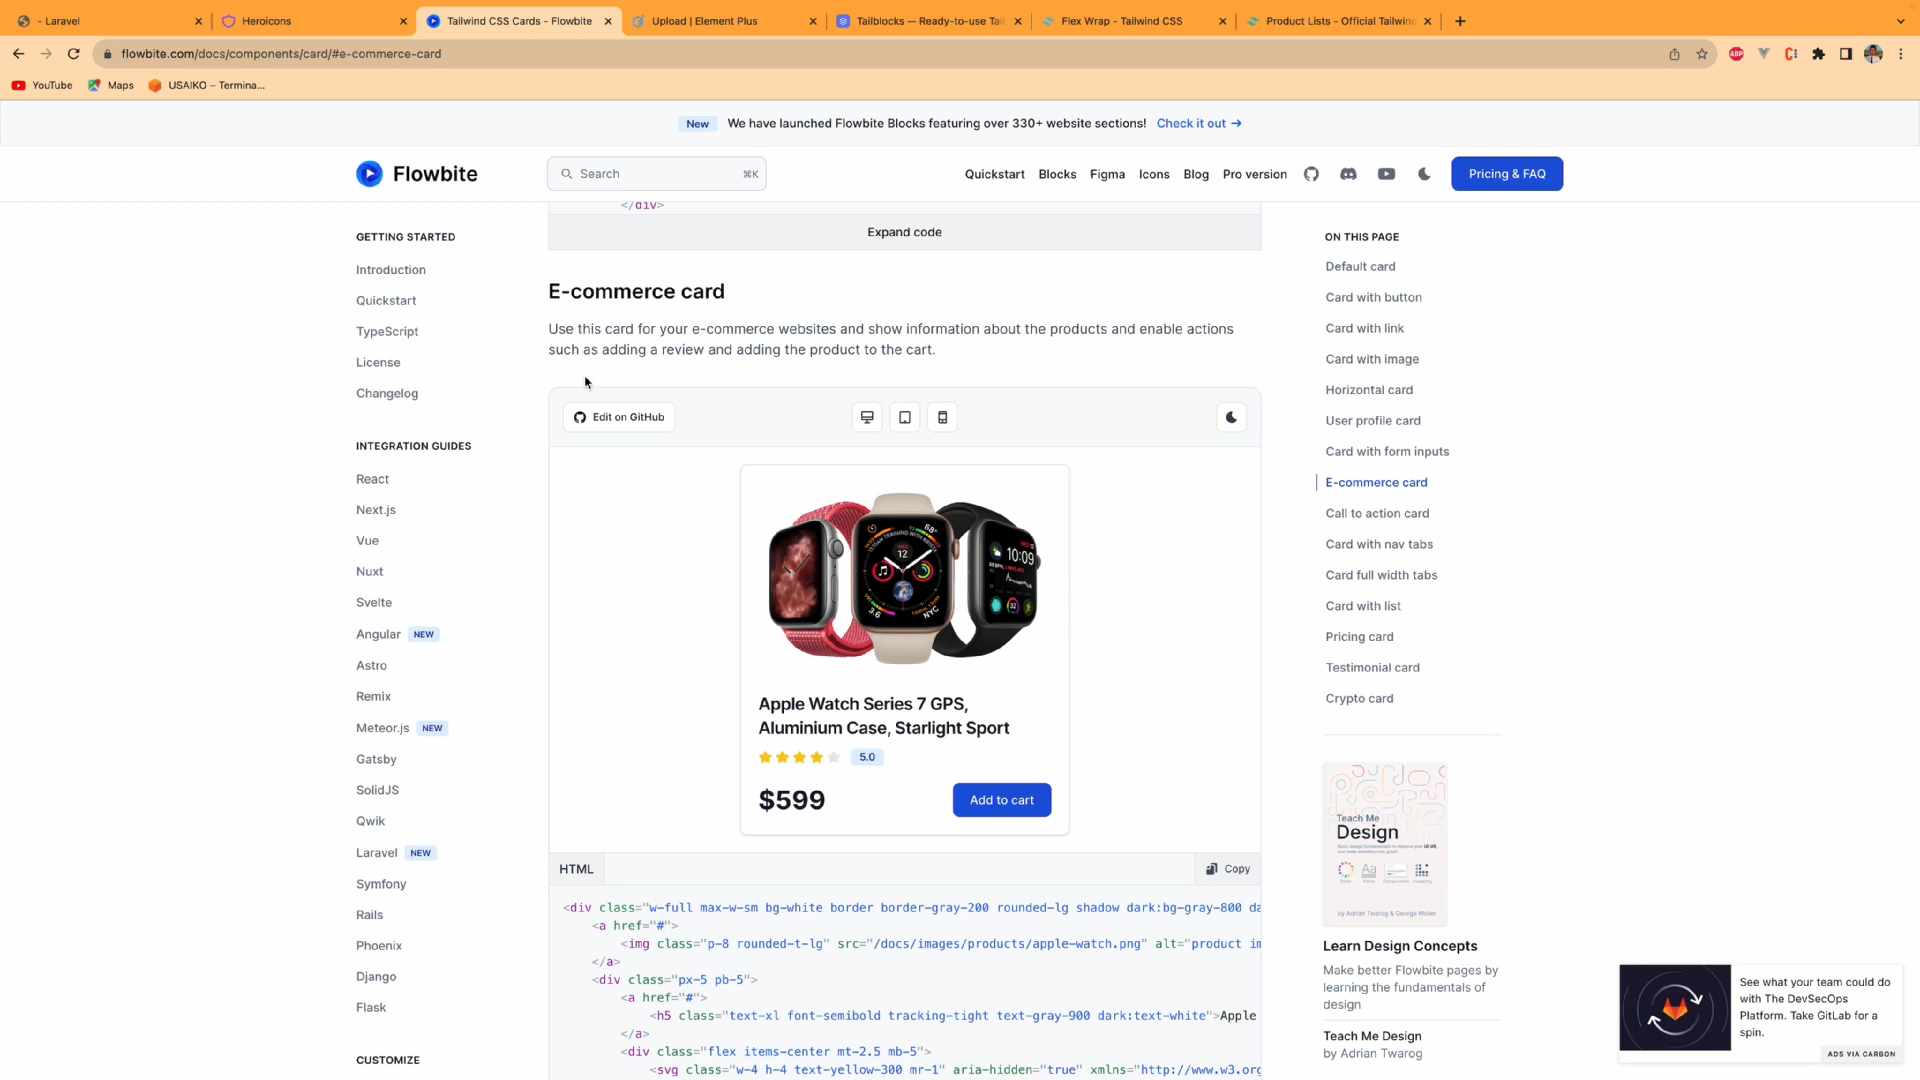 - Laravel
Heroicons
Tailwind CSS Cards - Flowbite
Upload | Element Plus
Tailblocks — Ready-to-use Tail
Flex Wrap - Tailwind CSS
Product Lists - Official Tailwin
flowbite.com/docs/components/card/#e-commerce-card
ABP
YouTube
Maps
USAIKO – Termina...
New
We have launched Flowbite Blocks featuring over 330+ website sections!
Check it out →
Flowbite
Search
⌘K
Quickstart
Blocks
Figma
Icons
Blog
Pro version
Pricing & FAQ
GETTING STARTED
Introduction
Quickstart
TypeScript
License
Changelog
INTEGRATION GUIDES
React
Next.js
Vue
Nuxt
Svelte
Angular NEW
Astro
Remix
Meteor.js NEW
Gatsby
SolidJS
Qwik
Laravel NEW
Symfony
Rails
Phoenix
Django
Flask
CUSTOMIZE
</div>
Expand code
E-commerce card
Use this card for your e-commerce websites and show information about the products and enable actions
such as adding a review and adding the product to the cart.
Edit on GitHub
68°
12
3.6
NYC
10:09
32
Apple Watch Series 7 GPS,
Aluminium Case, Starlight Sport
5.0
$599
Add to cart
HTML
Copy
<div class="w-full max-w-sm bg-white border border-gray-200 rounded-lg shadow dark:bg-gray-800 da
<a href="#">
<img class="p-8 rounded-t-lg" src="/docs/images/products/apple-watch.png" alt="product im
</a>
<div class="px-5 pb-5">
<a href="#">
<h5 class="text-xl font-semibold tracking-tight text-gray-900 dark:text-white">Apple
</a>
<div class="flex items-center mt-2.5 mb-5">
<svg class="w-4 h-4 text-yellow-300 mr-1" aria-hidden="true" xmlns="http://www.w3.org
ON THIS PAGE
Default card
Card with button
Card with link
Card with image
Horizontal card
User profile card
Card with form inputs
E-commerce card
Call to action card
Card with nav tabs
Card full width tabs
Card with list
Pricing card
Testimonial card
Crypto card
Teach Me
Design
by Adrian Twarog & George Moller
Learn Design Concepts
Make better Flowbite pages by
learning the fundamentals of
design
Teach Me Design
by Adrian Twarog
See what your team could do
with The DevSecOps
Platform. Take GitLab for a
spin.
ADS VIA CARBON